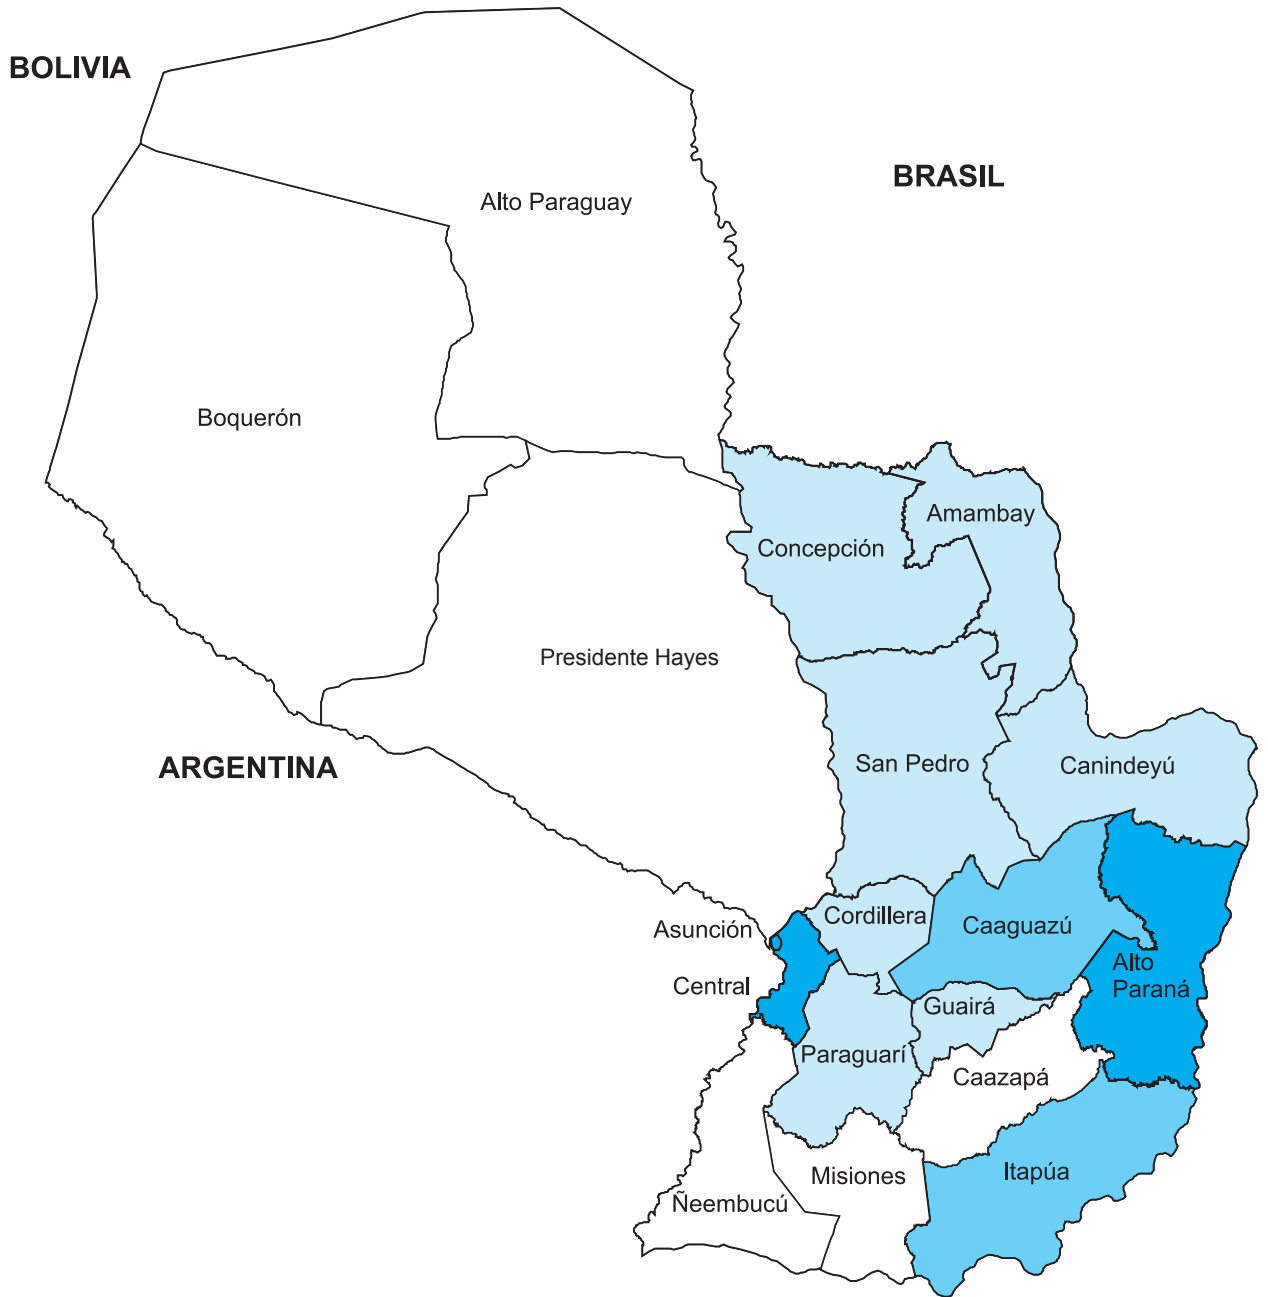 BOLIVIA
BRASIL
Alto Paraguay
Boquerón
Amambay
Concepción
Presidente Hayes
ARGENTINA
San Pedro
Canindeyú
Cordillera
Asunción
Caaguazú
Alto
Paraná
Central
Guairá
Paraguarí
Caazapá
Misiones
Itapúa
Ñeembucú